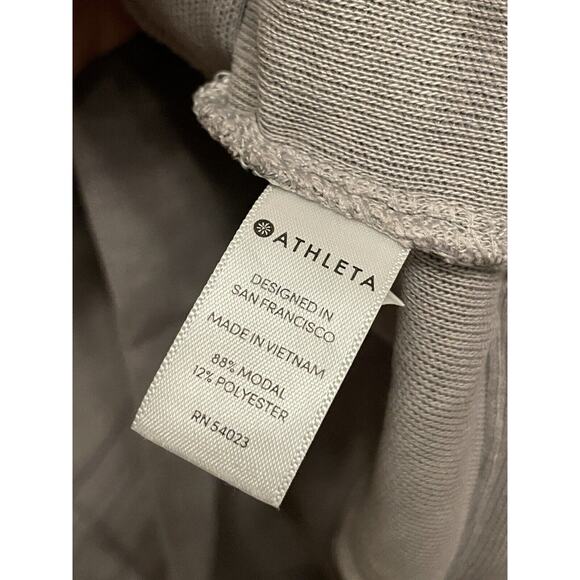 ATHLETA
DESIGNED IN
SAN FRANCISCO
MADE IN VIETNAM
88% MODAL
12% POLYESTER
RN 54023